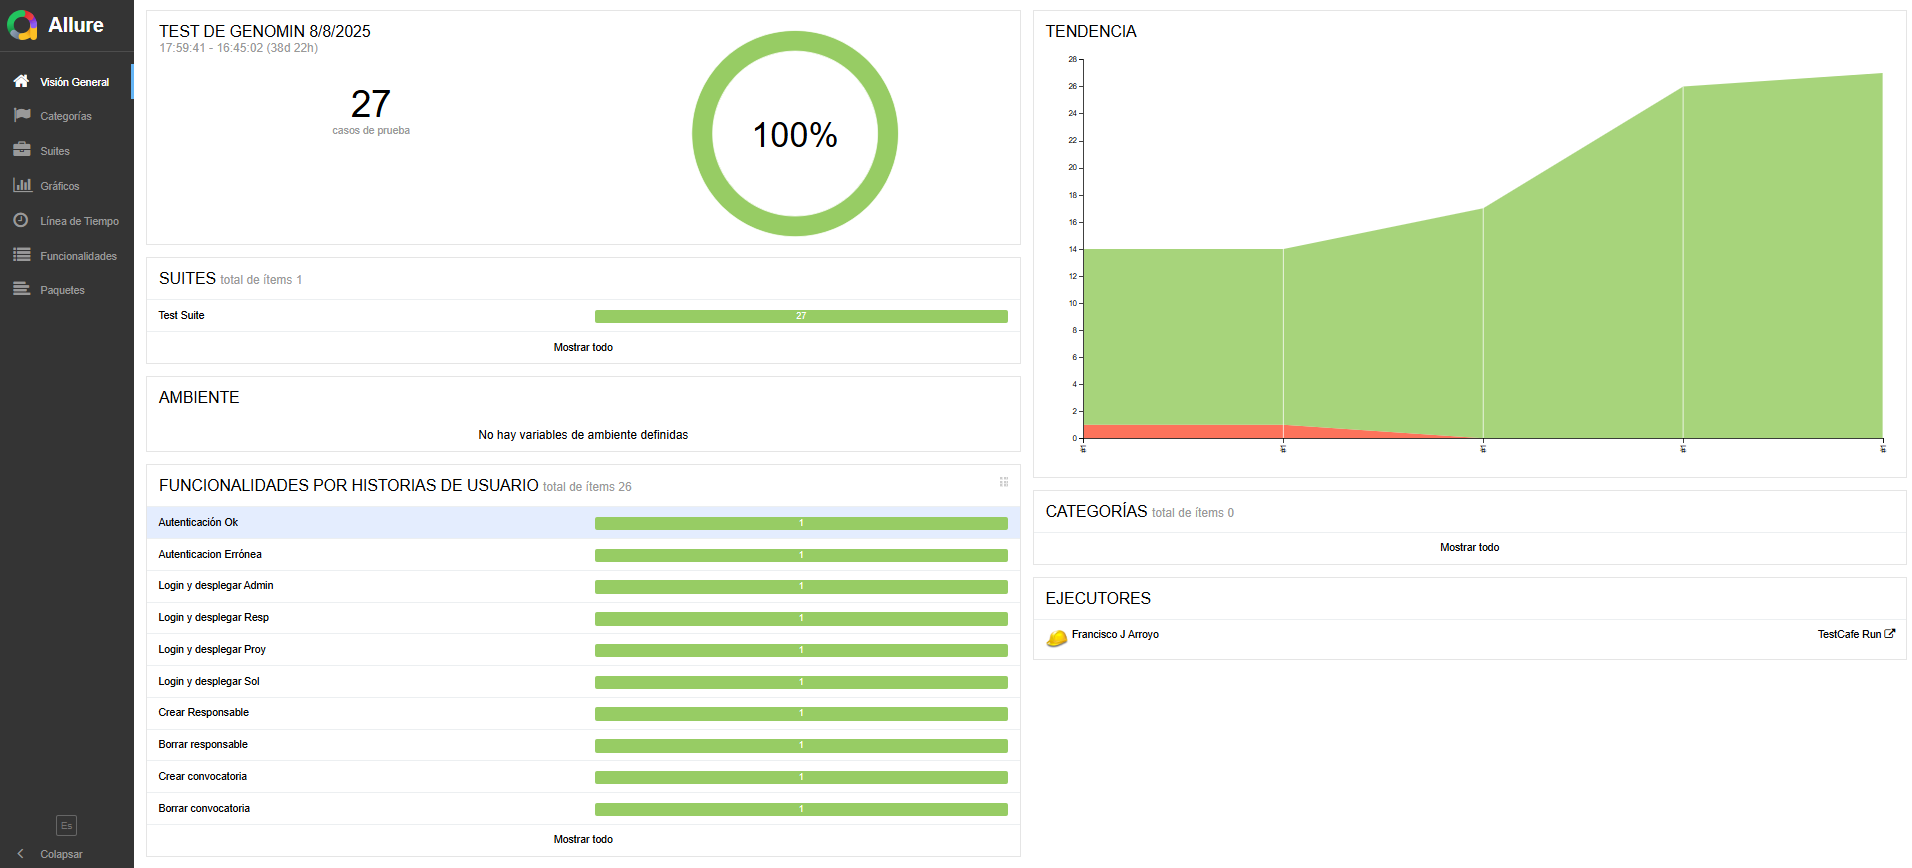 Allure
Visión General
Categorías
Suites
Gráficos
Línea de Tiempo
Funcionalidades
Paquetes
Es
Colapsar
TEST DE GENOMIN 8/8/2025
17:59:41 - 16:45:02 (38d 22h)
27
casos de prueba
100%
SUITES total de ítems 1
Test Suite 27
Mostrar todo
AMBIENTE
No hay variables de ambiente definidas
FUNCIONALIDADES POR HISTORIAS DE USUARIO total de ítems 26
Autenticación Ok 1
Autenticacion Errónea 1
Login y desplegar Admin 1
Login y desplegar Resp 1
Login y desplegar Proy 1
Login y desplegar Sol 1
Crear Responsable 1
Borrar responsable 1
Crear convocatoria 1
Borrar convocatoria 1
Mostrar todo
TENDENCIA
28
26
24
22
20
18
16
14
12
10
8
6
4
2
0
#1 #1 #1 #1 #1
CATEGORÍAS total de ítems 0
Mostrar todo
EJECUTORES
Francisco J Arroyo TestCafe Run